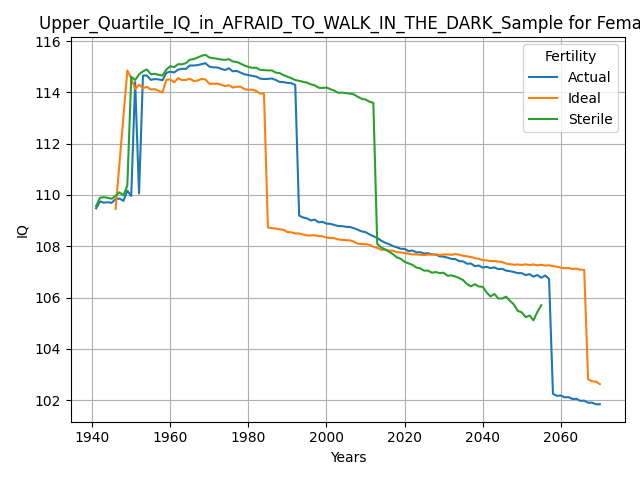 Upper_Quartile_IQ_in_AFRAID_TO_WALK_IN_THE_DARK_Sample for Fema
116
114
112
110
108
106
104
102
IQ
Fertility
Actual
Ideal
Sterile
1940 1960 1980 2000 2020 2040 2060
Years